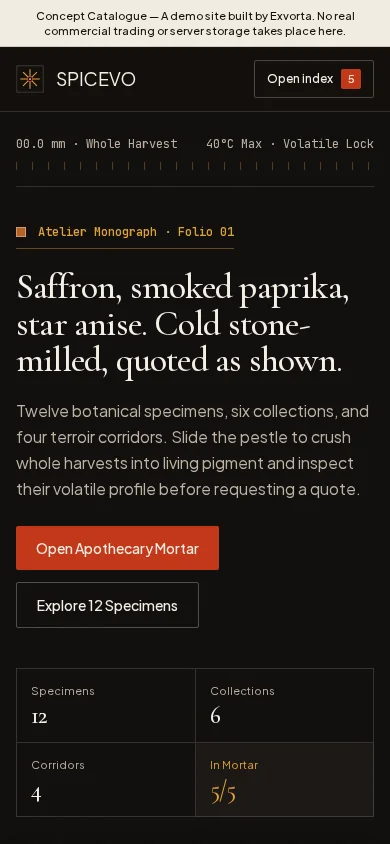 Concept Catalogue — A demo site built by Exvorta. No real
commercial trading or server storage takes place here.
SPICEVO
Open index 5
00.0 mm · Whole Harvest 40°C Max · Volatile Lock
Atelier Monograph · Folio 01
Saffron, smoked paprika,
star anise. Cold stone-
milled, quoted as shown.
Twelve botanical specimens, six collections, and
four terroir corridors. Slide the pestle to crush
whole harvests into living pigment and inspect
their volatile profile before requesting a quote.
Open Apothecary Mortar
Explore 12 Specimens
Specimens Collections
12 6
Corridors In Mortar
4 5/5